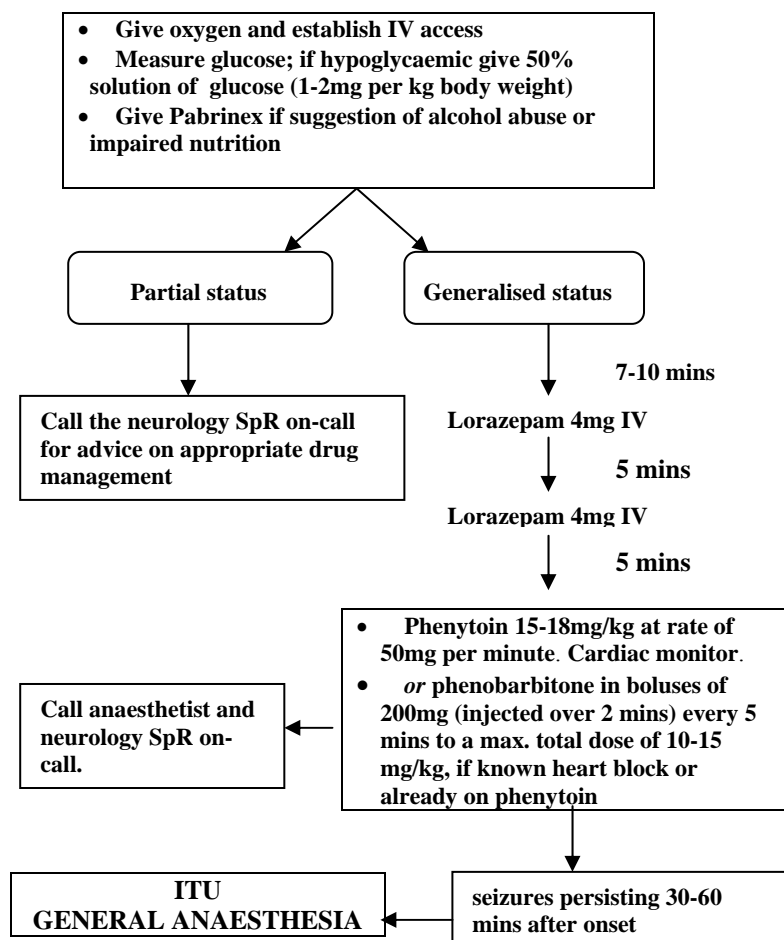 • Give oxygen and establish IV access
• Measure glucose; if hypoglycaemic give 50%
solution of glucose (1-2mg per kg body weight)
• Give Pabrinex if suggestion of alcohol abuse or
impaired nutrition
Partial status
Generalised status
7-10 mins
Call the neurology SpR on-call
for advice on appropriate drug
management
Lorazepam 4mg IV
5 mins
Lorazepam 4mg IV
5 mins
• Phenytoin 15-18mg/kg at rate of
50mg per minute. Cardiac monitor.
• or phenobarbitone in boluses of
200mg (injected over 2 mins) every 5
mins to a max. total dose of 10-15
mg/kg, if known heart block or
already on phenytoin
Call anaesthetist and
neurology SpR on-
call.
seizures persisting 30-60
mins after onset
ITU
GENERAL ANAESTHESIA